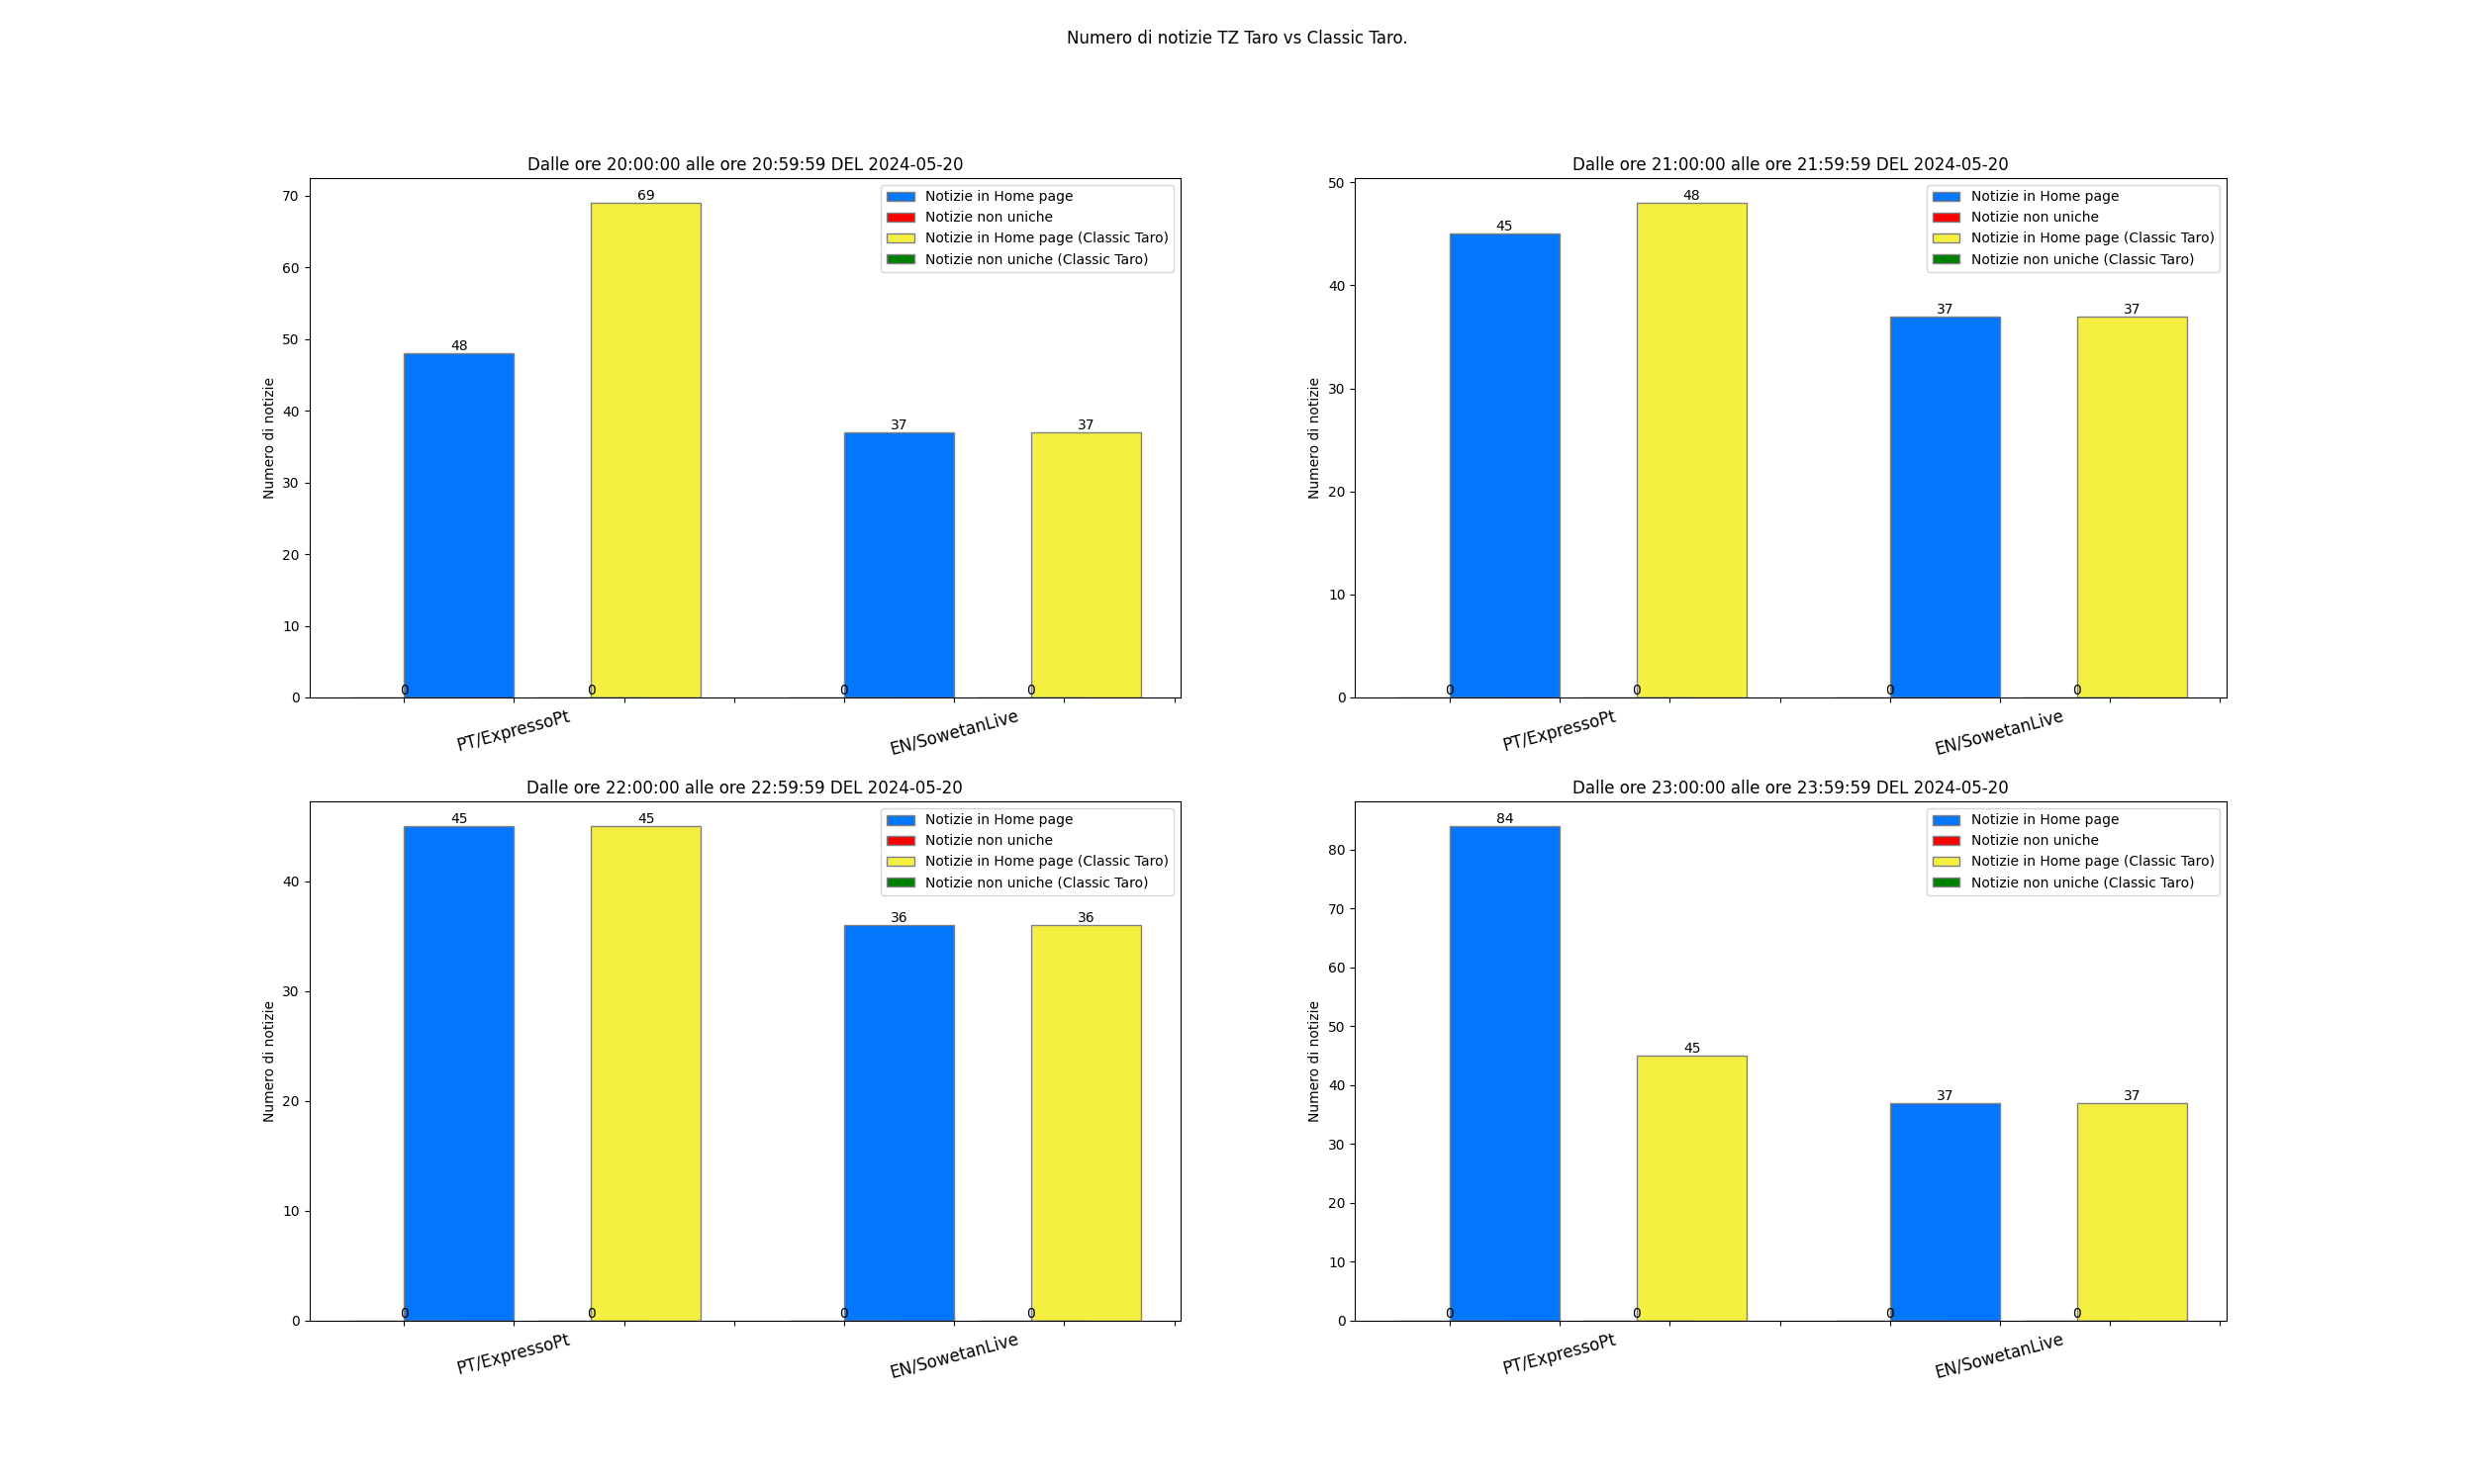 Numero di notizie TZ Taro vs Classic Taro.
Dalle ore 20:00:00 alle ore 20:59:59 DEL 2024-05-20
Numero di notizie
70
60
50
40
30
20
10
0
69
48
37
37
0
0
0
0
Notizie in Home page
Notizie non uniche
Notizie in Home page (Classic Taro)
Notizie non uniche (Classic Taro)
PT/ExpressoPt
EN/SowetanLive
Dalle ore 21:00:00 alle ore 21:59:59 DEL 2024-05-20
Numero di notizie
50
40
30
20
10
0
45
48
37
37
0
0
0
0
Notizie in Home page
Notizie non uniche
Notizie in Home page (Classic Taro)
Notizie non uniche (Classic Taro)
PT/ExpressoPt
EN/SowetanLive
Dalle ore 22:00:00 alle ore 22:59:59 DEL 2024-05-20
Numero di notizie
40
30
20
10
0
45
45
36
36
0
0
0
0
Notizie in Home page
Notizie non uniche
Notizie in Home page (Classic Taro)
Notizie non uniche (Classic Taro)
PT/ExpressoPt
EN/SowetanLive
Dalle ore 23:00:00 alle ore 23:59:59 DEL 2024-05-20
Numero di notizie
80
70
60
50
40
30
20
10
0
84
45
37
37
0
0
0
0
Notizie in Home page
Notizie non uniche
Notizie in Home page (Classic Taro)
Notizie non uniche (Classic Taro)
PT/ExpressoPt
EN/SowetanLive